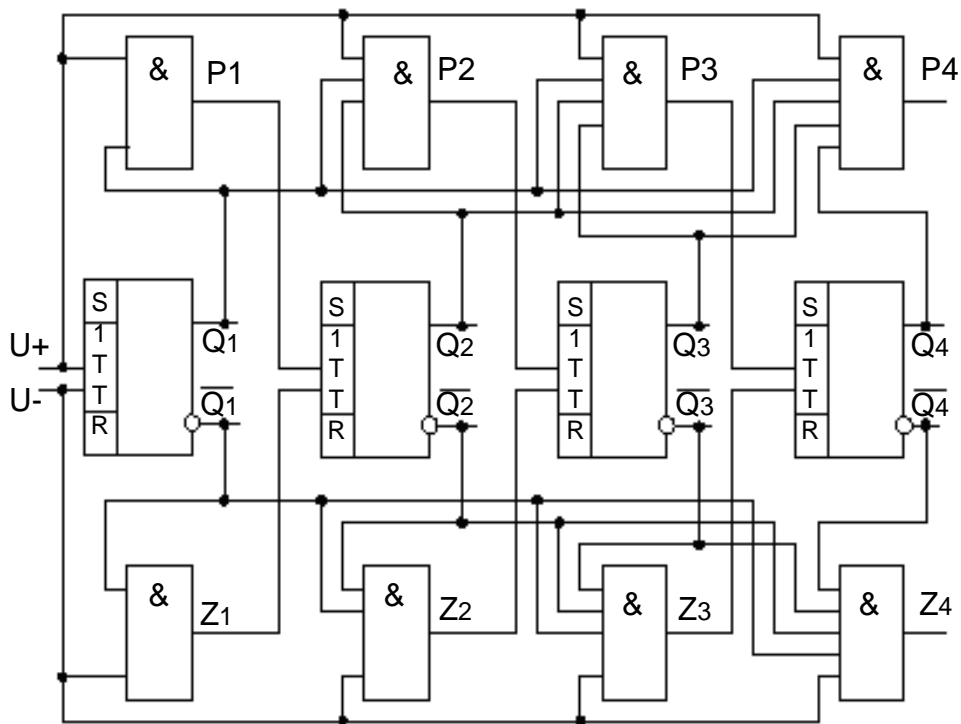 & P1 & P2 & P3 & P4
S S S S
1 Q1 1 Q2 1 Q3 1 Q4
U+ T T T T
U- T Q̅1̅ T Q̅2̅ T Q̅3̅ T Q̅4̅
R R R R
& Z1 & Z2 & Z3 & Z4